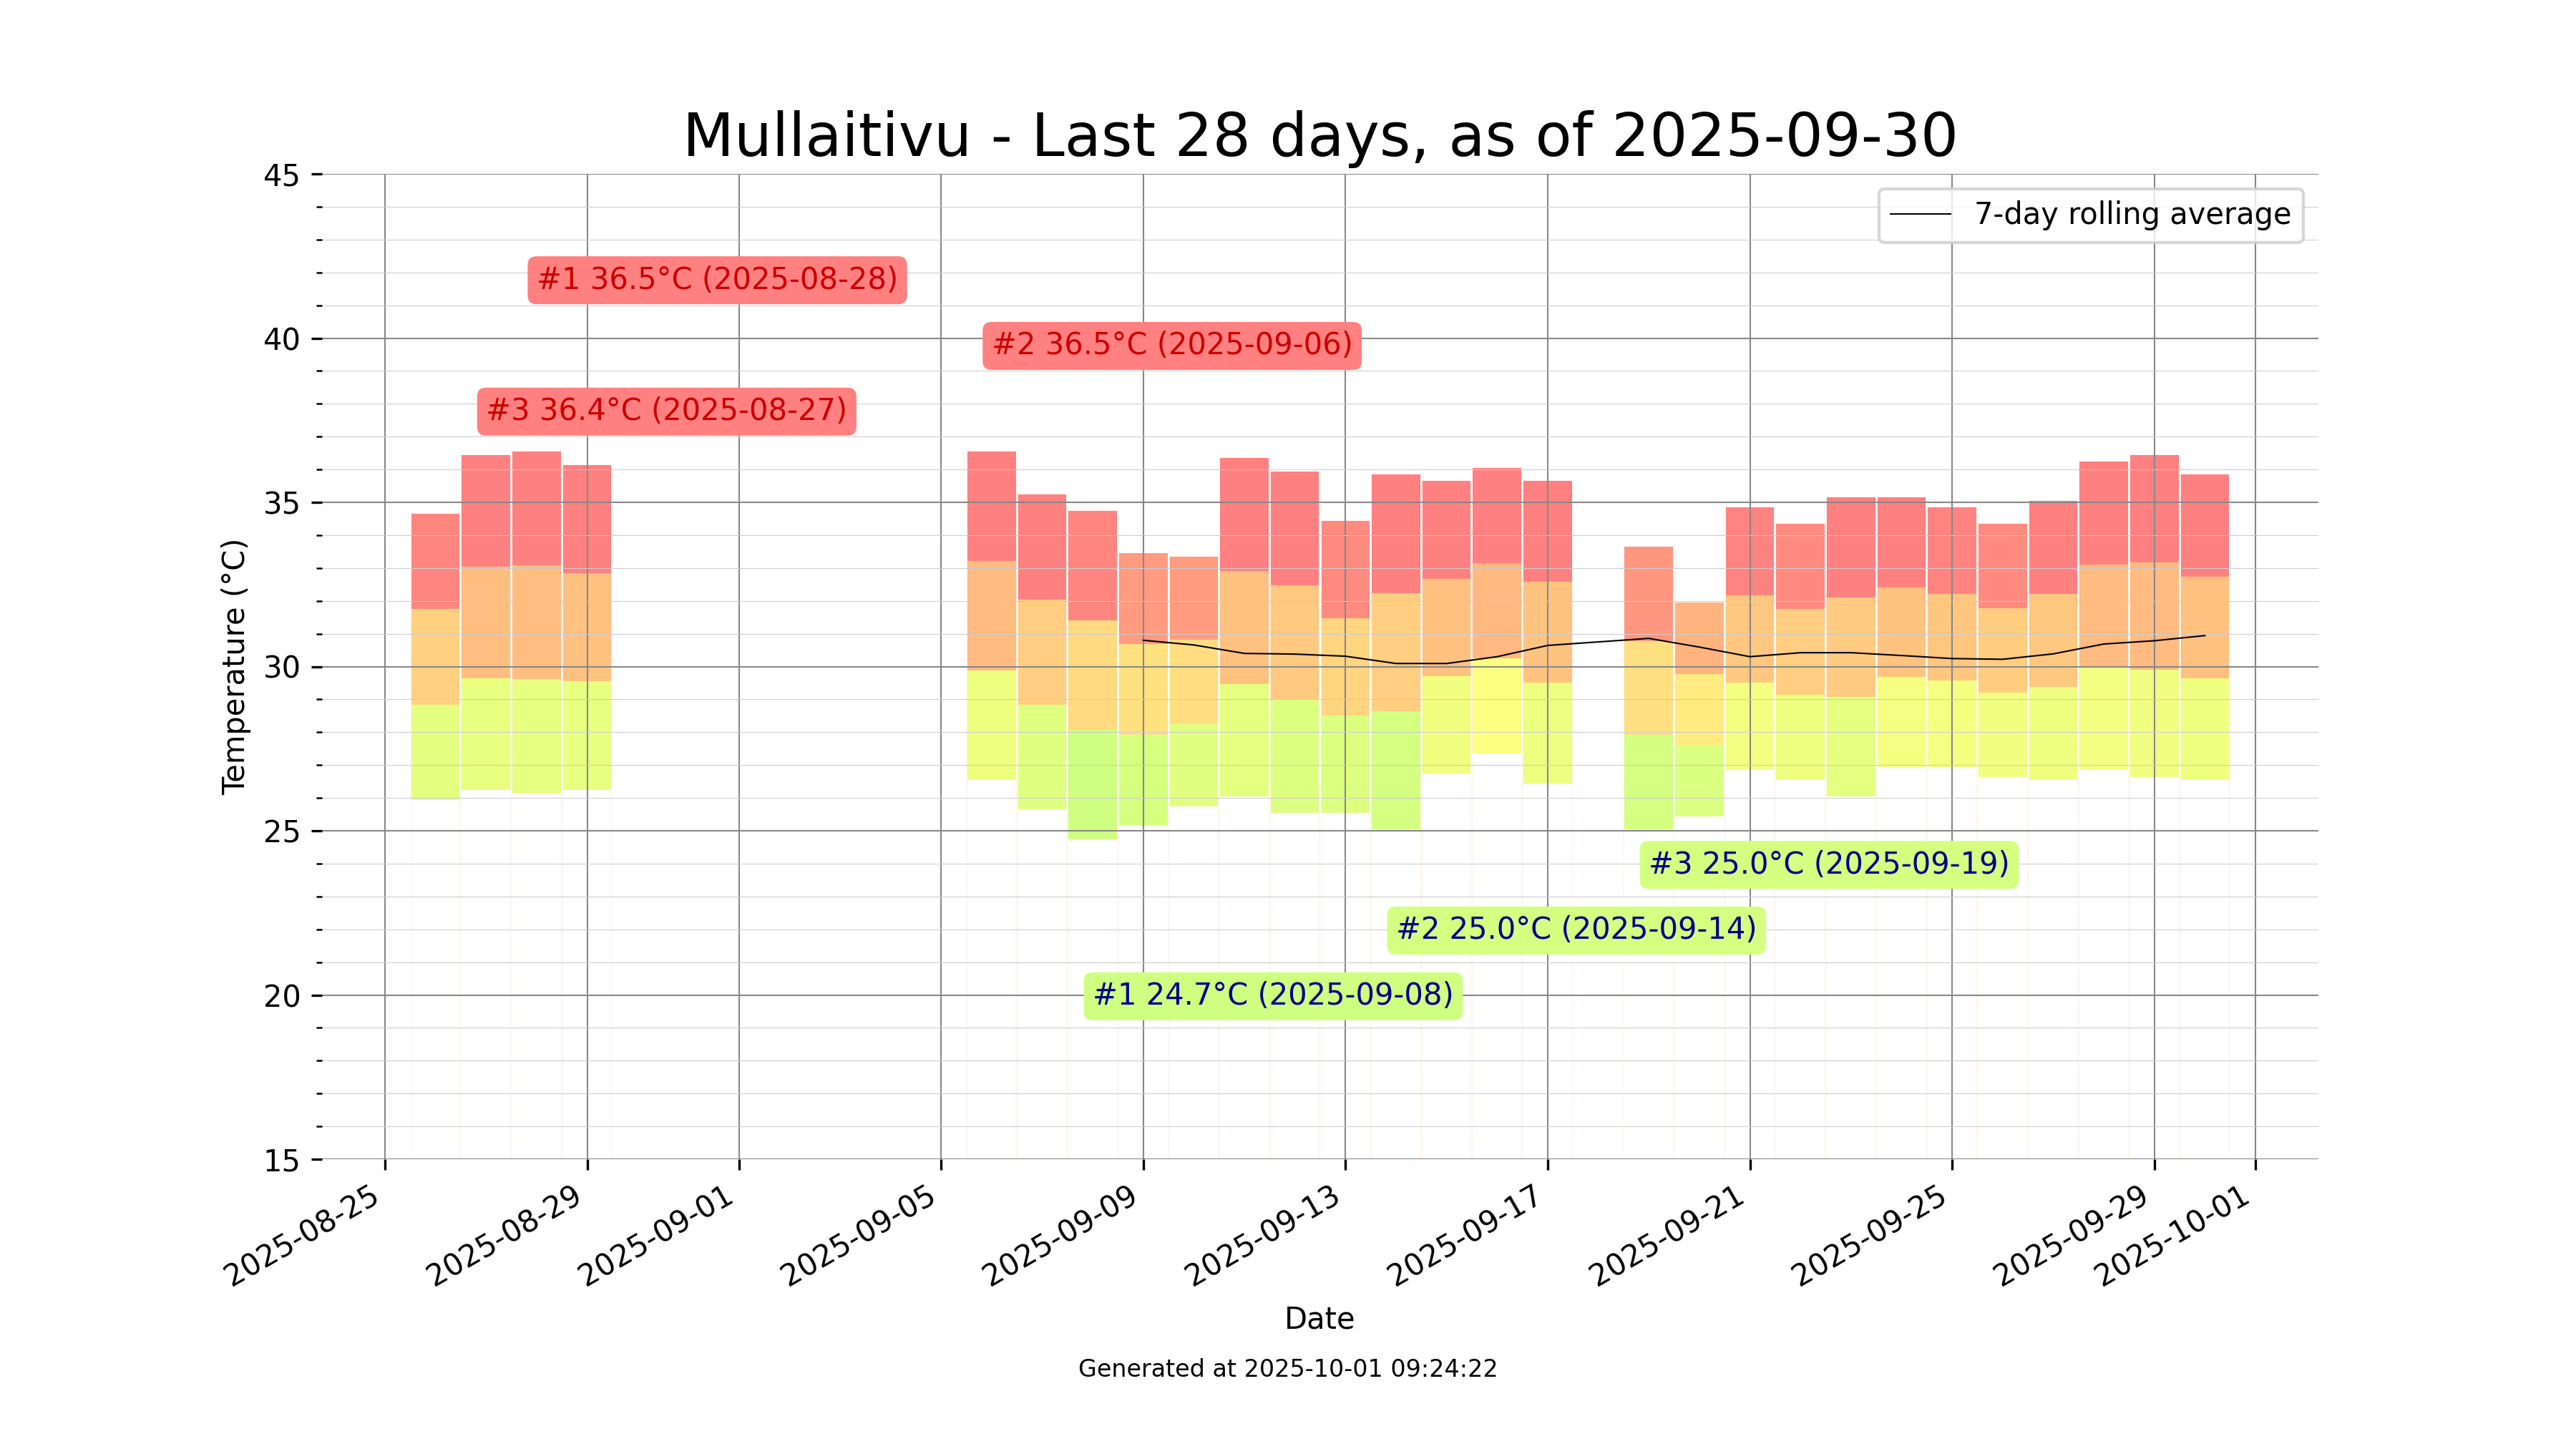 Mullaitivu - Last 28 days, as of 2025-09-30
45
7-day rolling average
#1 36.5°C (2025-08-28)
#2 36.5°C (2025-09-06)
40
#3 36.4°C (2025-08-27)
35
Temperature (°C)
30
25
#3 25.0°C (2025-09-19)
#2 25.0°C (2025-09-14)
#1 24.7°C (2025-09-08)
20
15
2025-08-25
2025-08-29
2025-09-01
2025-09-05
2025-09-09
2025-09-13
2025-09-17
2025-09-21
2025-09-25
2025-09-29
2025-10-01
Date
Generated at 2025-10-01 09:24:22